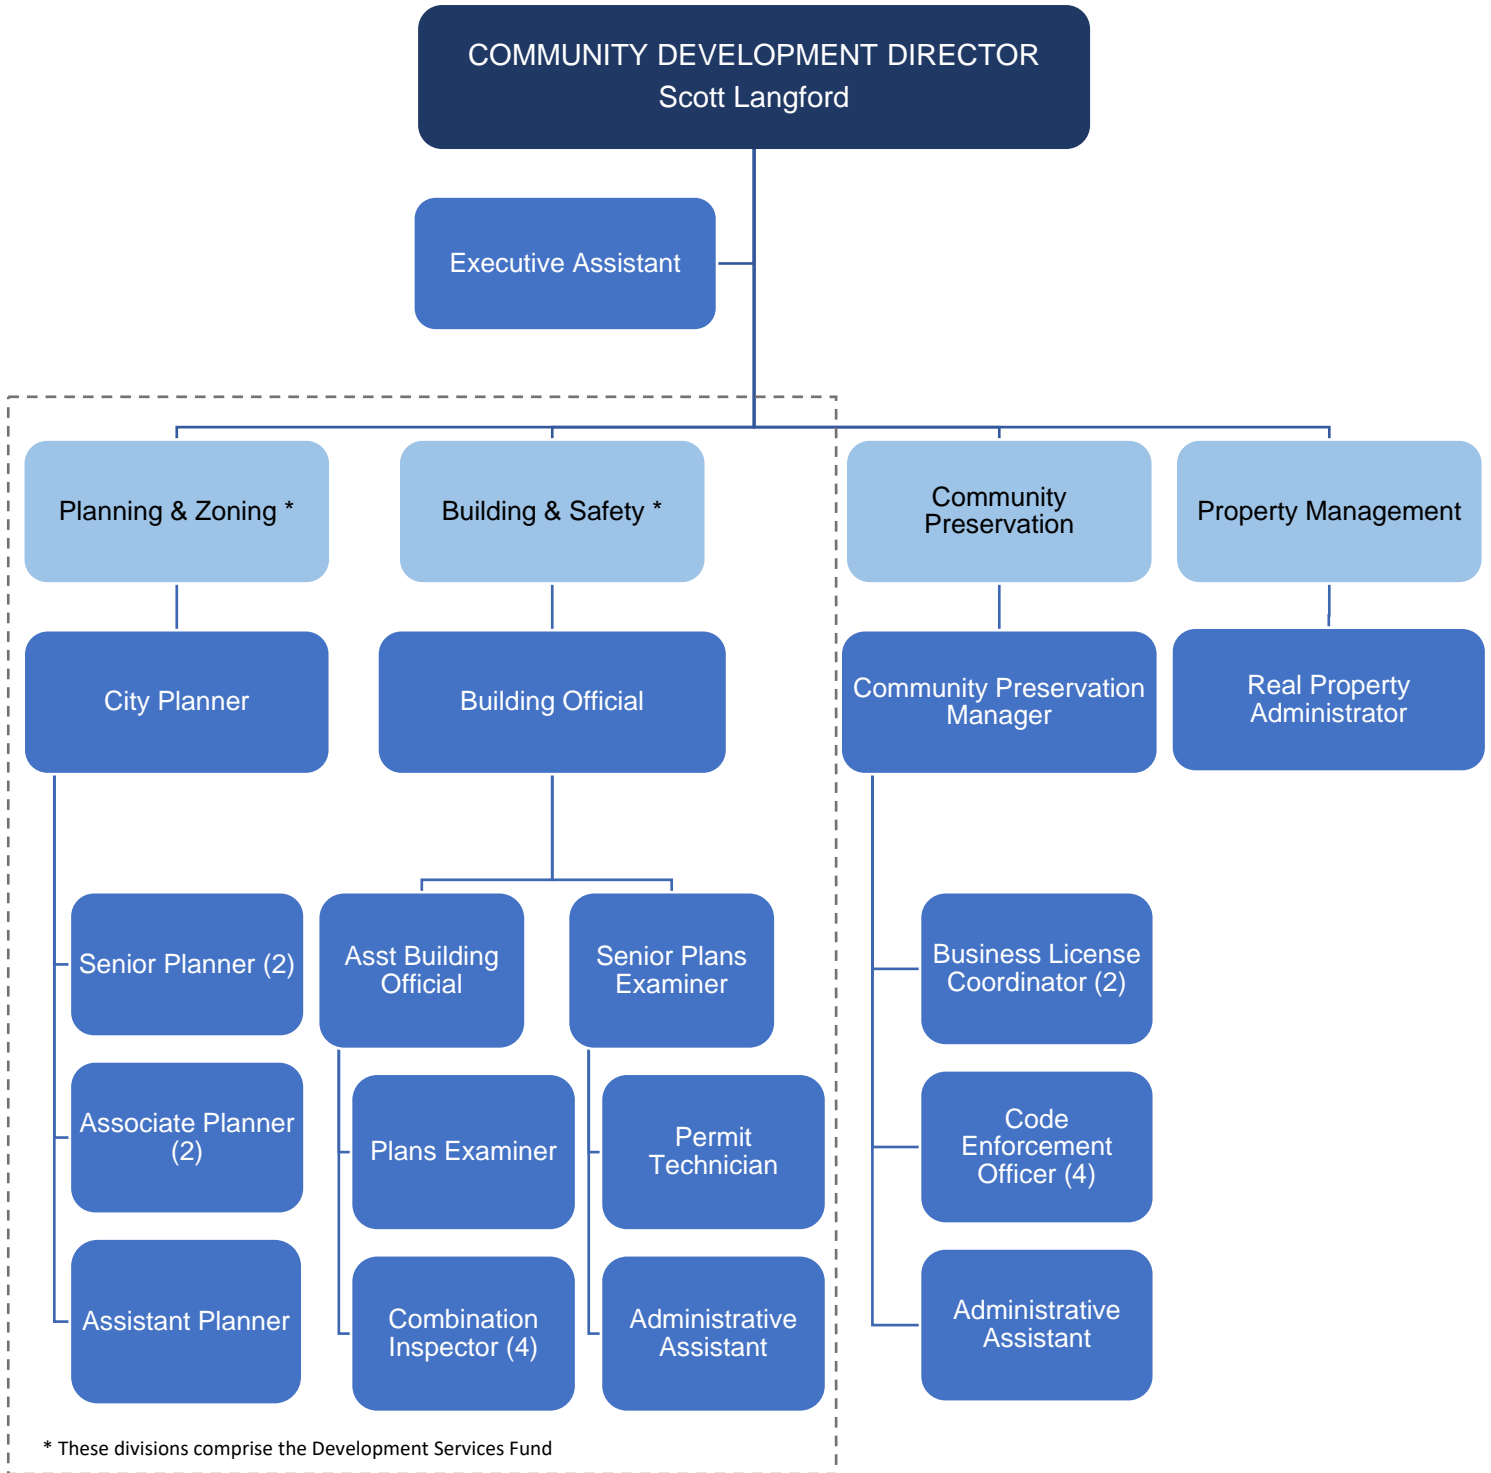 COMMUNITY DEVELOPMENT DIRECTOR
Scott Langford
Executive Assistant
Planning & Zoning *
Building & Safety *
Community
Preservation
Property Management
City Planner
Building Official
Community Preservation
Manager
Real Property
Administrator
Senior Planner (2)
Asst Building
Official
Senior Plans
Examiner
Business License
Coordinator (2)
Associate Planner
(2)
Plans Examiner
Permit
Technician
Code
Enforcement
Officer (4)
Assistant Planner
Combination
Inspector (4)
Administrative
Assistant
Administrative
Assistant
* These divisions comprise the Development Services Fund